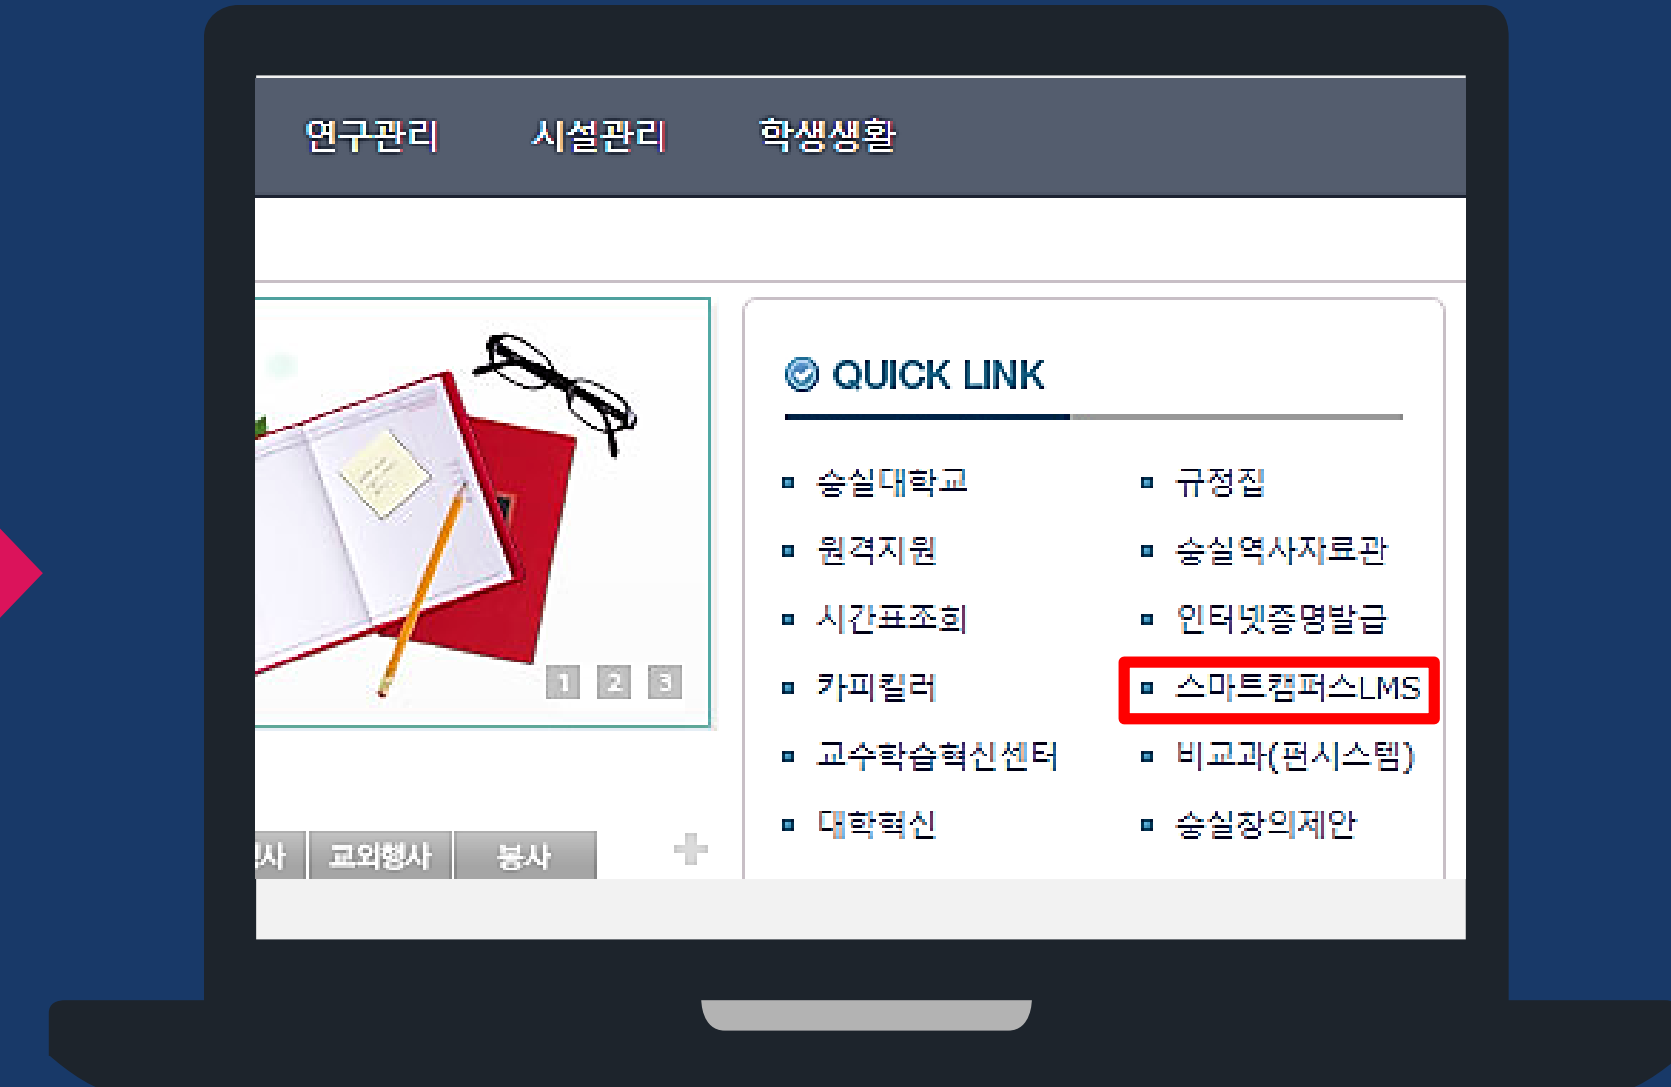 연구관리 시설관리 학생생활
QUICK LINK
숭실대학교 규정집
원격지원 숭실역사자료관
시간표조회 인터넷증명발급
카피킬러 스마트캠퍼스LMS
교수학습혁신센터 비교과(펀시스템)
대학혁신 숭실창의제안
1 2 3
사 교외행사 봉사